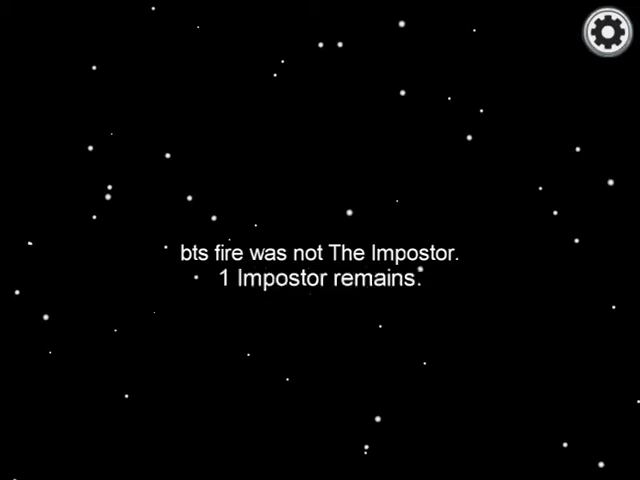 bts fire was not The Impostor.
1 Impostor remains.